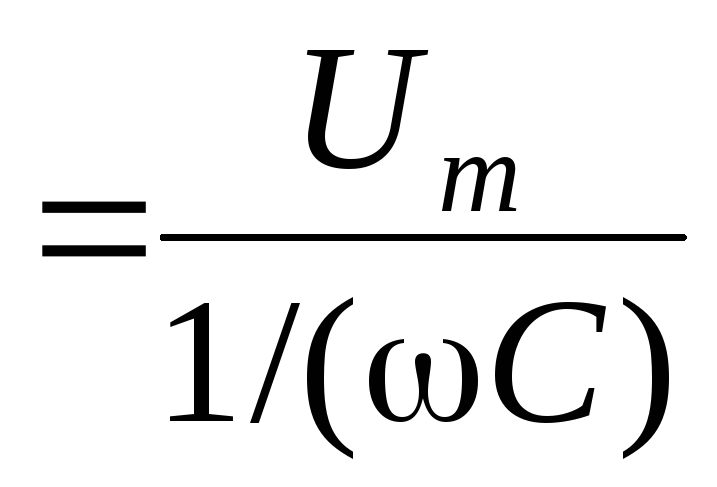 = U_m / 1/(ωC)